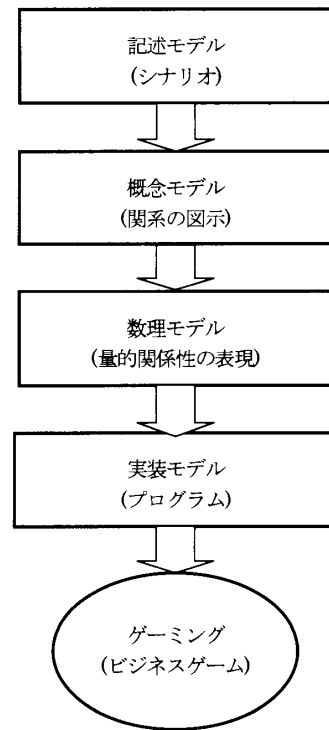 記述モデル
(シナリオ)
概念モデル
(関係の図示)
数理モデル
(量的関係性の表現)
実装モデル
(プログラム)
ゲーミング
(ビジネスゲーム)